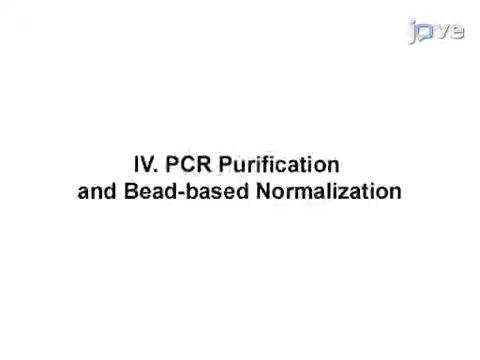 jove
IV. PCR Purification
and Bead-based Normalization